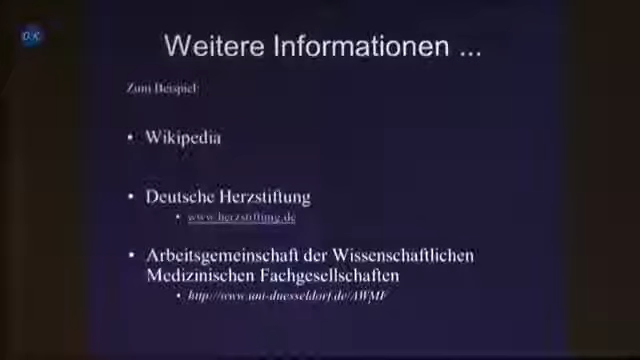 OK
Weitere Informationen ...
Zum Beispiel:
• Wikipedia
• Deutsche Herzstiftung
• www.herzstiftung.de
• Arbeitsgemeinschaft der Wissenschaftlichen
Medizinischen Fachgesellschaften
• http://www.uni-duesseldorf.de/AWMF